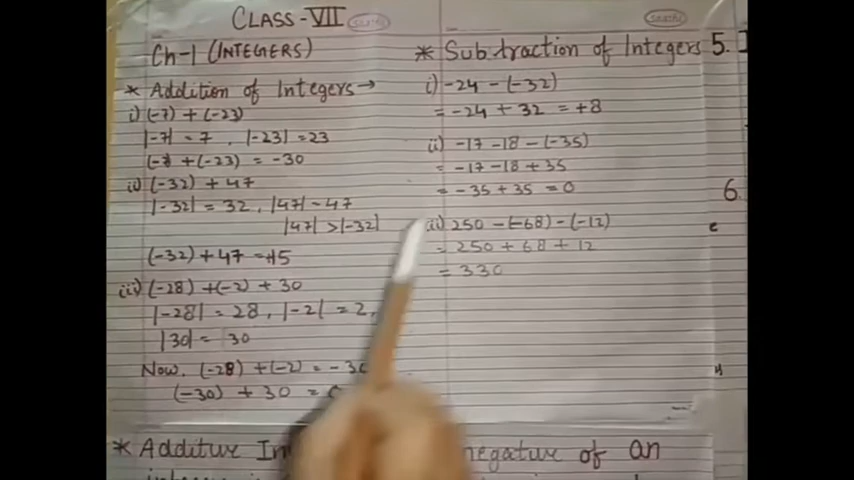 CLASS-VII
Ch-1 (INTEGERS)
* Addition of Integers →
i) (-7) + (-23)
|-7| = 7, |-23| = 23
(-7) + (-23) = -30
ii) (-32) + 47
|-32| = 32, |47| = 47
|47| > |-32|
(-32) + 47 = +15
iii) (-28) + (-2) + 30
|-28| = 28, |-2| = 2,
|30| = 30
Now, (-28) + (-2) = -30
(-30) + 30 =
* Subtraction of Integers
i) -24 - (-32)
= -24 + 32 = +8
ii) -17 -18 - (-35)
= -17 -18 + 35
= -35 + 35 = 0
iii) 250 - (-68) - (-12)
= 250 + 68 + 12
= 330
5.
6.
* Additive In negative of an